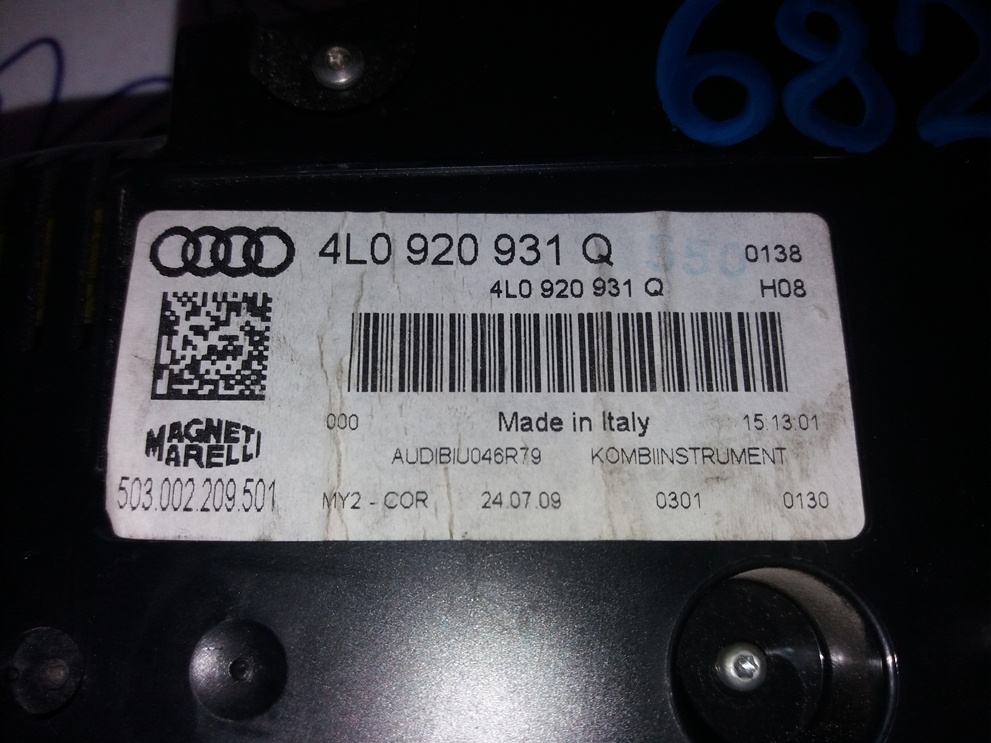 682
4L0 920 931 Q 550 0138
4L0 920 931 Q H08
000 Made in Italy 15:13:01
MAGNETI
MARELLI
AUDIBIU046R79 KOMBIINSTRUMENT
503.002.209.501 MY2 - COR 24.07.09 0301 0130